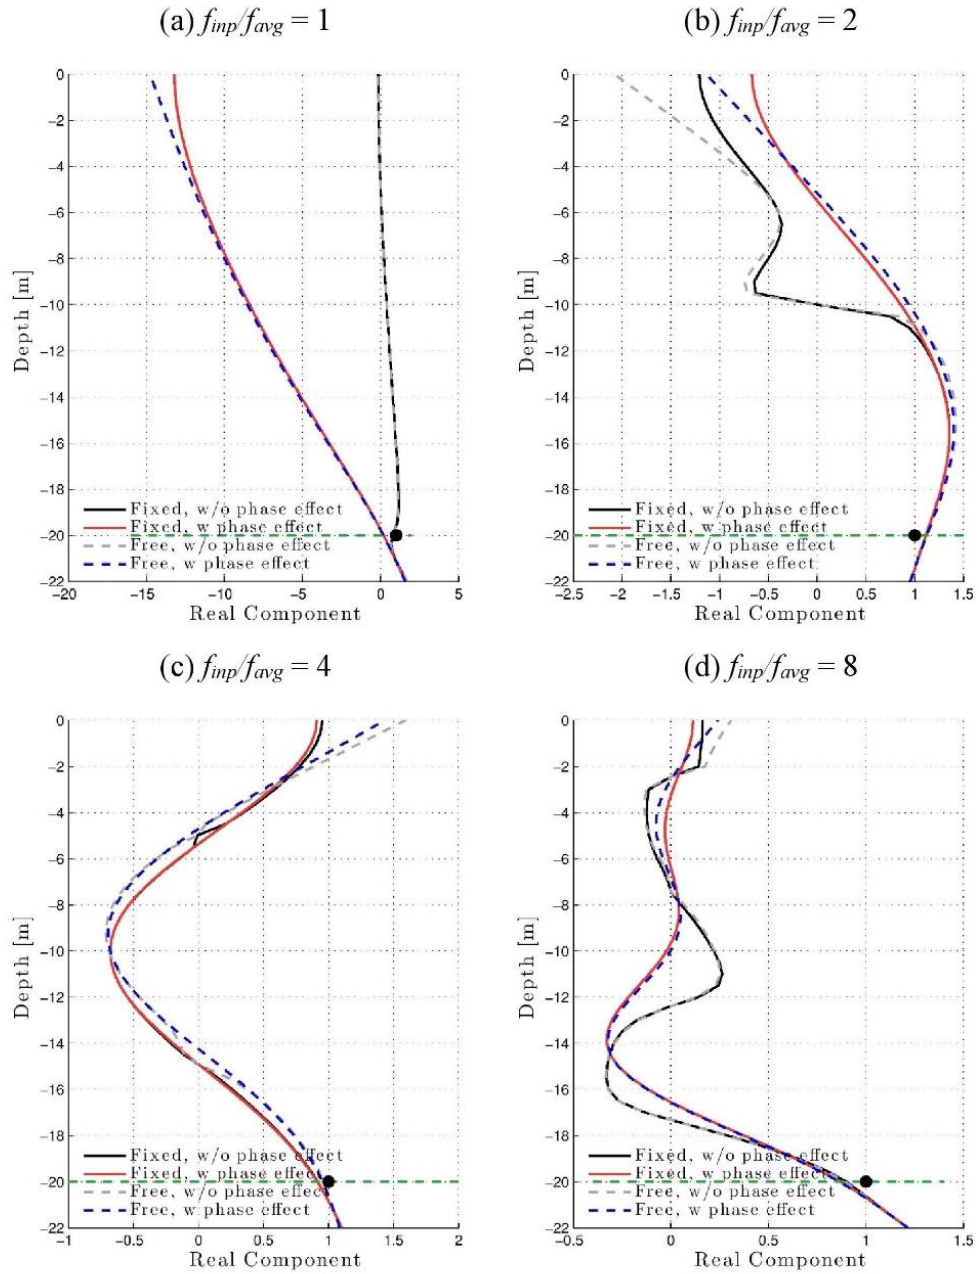 (a) finp/favg = 1
(b) finp/favg = 2
0
-2
-4
-6
-8
-10
-12
-14
-16
-18
-20
-22
Depth [m]
Fixed, w/o phase effect
Fixed, w phase effect
Free, w/o phase effect
Free, w phase effect
-20
-15
-10
-5
0
5
Real Component
0
-2
-4
-6
-8
-10
-12
-14
-16
-18
-20
-22
Depth [m]
Fixed, w/o phase effect
Fixed, w phase effect
Free, w/o phase effect
Free, w phase effect
-2.5
-2
-1.5
-1
-0.5
0
0.5
1
1.5
Real Component
(c) finp/favg = 4
(d) finp/favg = 8
0
-2
-4
-6
-8
-10
-12
-14
-16
-18
-20
-22
Depth [m]
Fixed, w/o phase effect
Fixed, w phase effect
Free, w/o phase effect
Free, w phase effect
-1
-0.5
0
0.5
1
1.5
2
Real Component
0
-2
-4
-6
-8
-10
-12
-14
-16
-18
-20
-22
Depth [m]
Fixed, w/o phase effect
Fixed, w phase effect
Free, w/o phase effect
Free, w phase effect
-0.5
0
0.5
1
1.5
Real Component